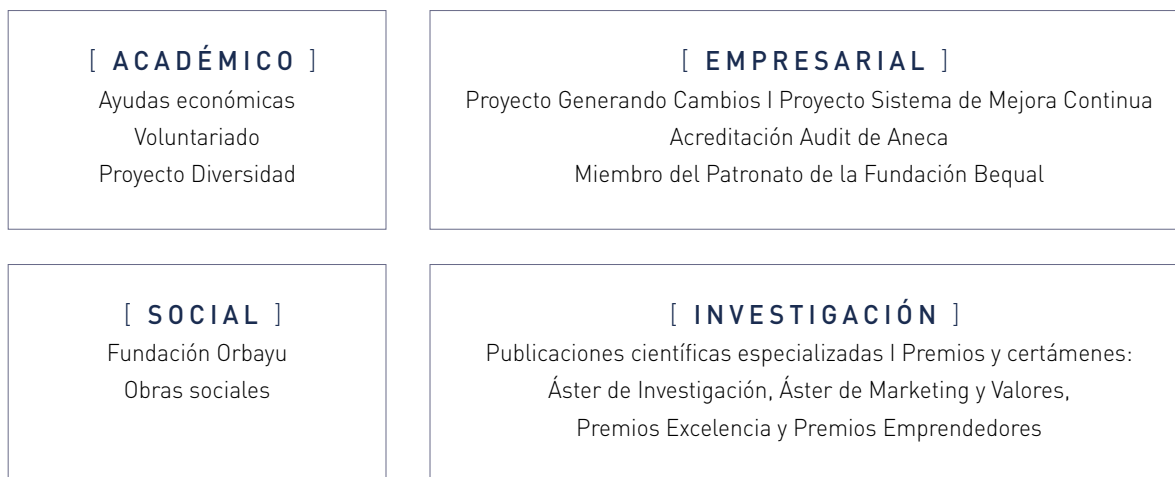 [ ACADÉMICO ]
Ayudas económicas
Voluntariado
Proyecto Diversidad
[ EMPRESARIAL ]
Proyecto Generando Cambios I Proyecto Sistema de Mejora Continua
Acreditación Audit de Aneca
Miembro del Patronato de la Fundación Bequal
[ SOCIAL ]
Fundación Orbayu
Obras sociales
[ INVESTIGACIÓN ]
Publicaciones científicas especializadas I Premios y certámenes:
Áster de Investigación, Áster de Marketing y Valores,
Premios Excelencia y Premios Emprendedores